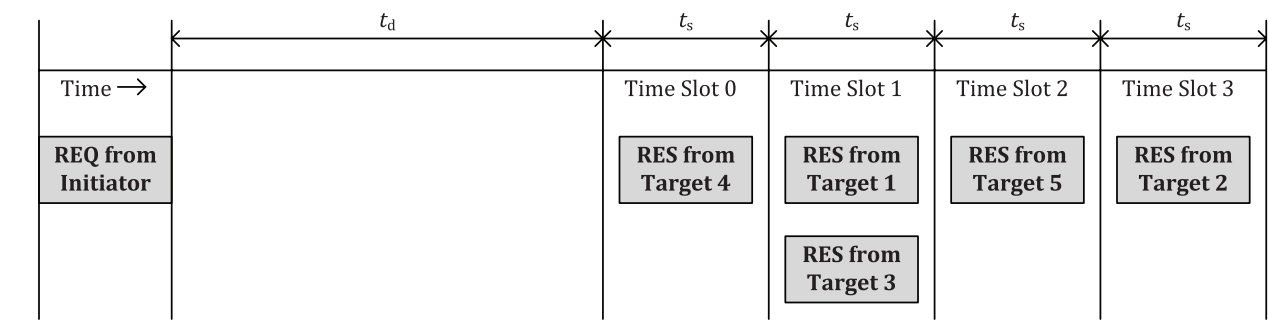 t_d t_s t_s t_s t_s
Time → Time Slot 0 Time Slot 1 Time Slot 2 Time Slot 3
REQ from
Initiator
RES from
Target 4
RES from
Target 1
RES from
Target 5
RES from
Target 2
RES from
Target 3